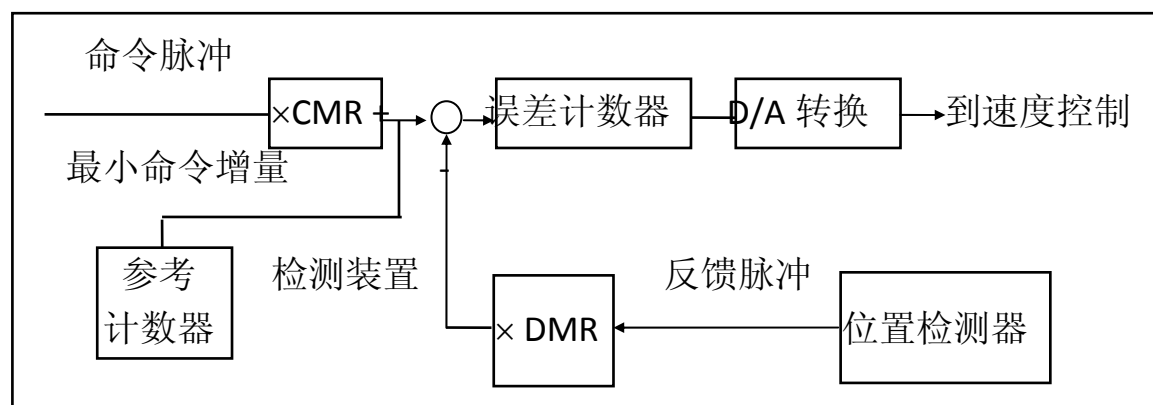 命令脉冲
×CMR +
误差计数器
D/A 转换
到速度控制
最小命令增量
-
参考
计数器
检测装置
反馈脉冲
× DMR
位置检测器